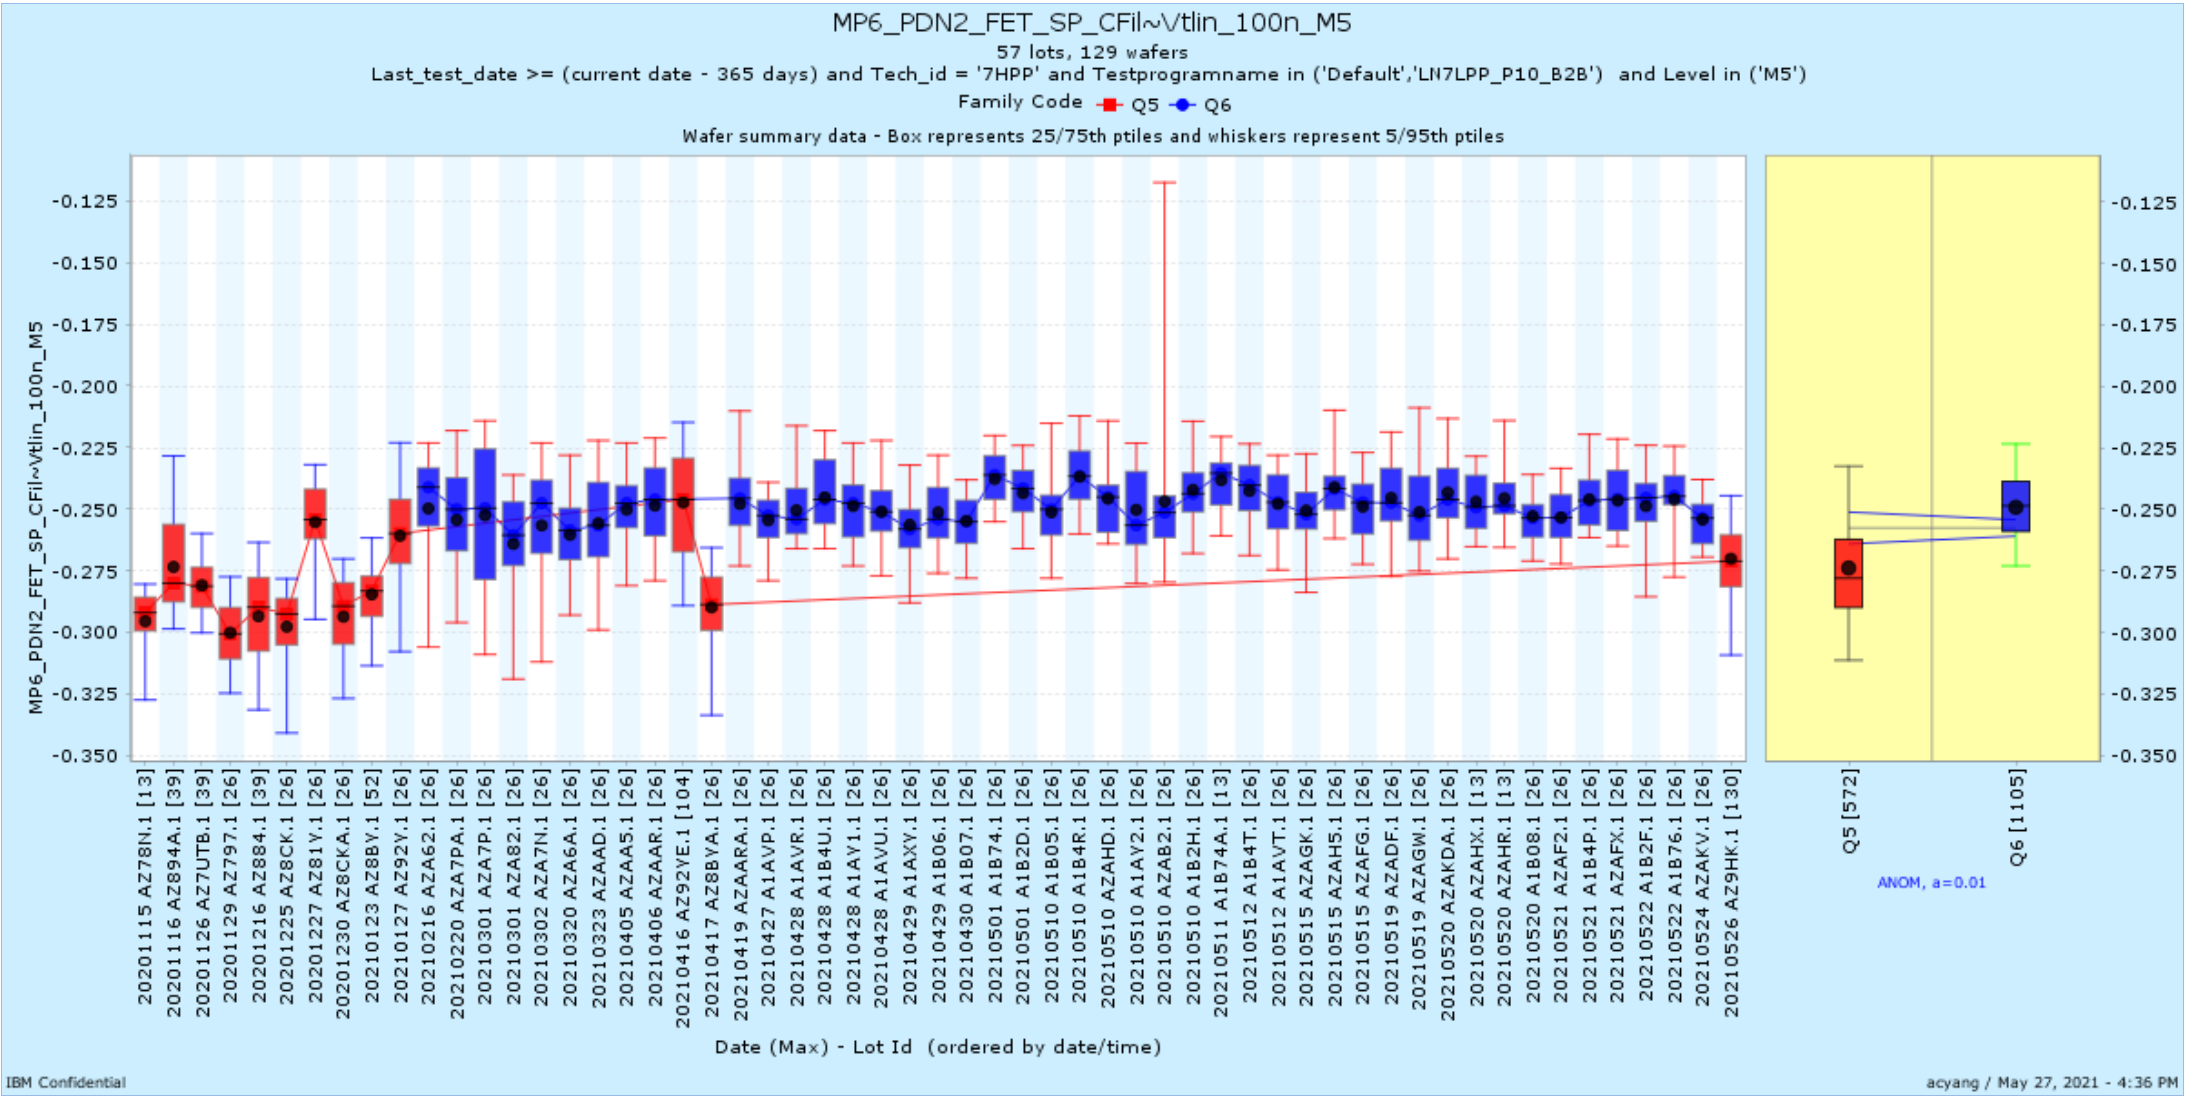 MP6_PDN2_FET_SP_CFil~Vtlin_100n_M5
57 lots, 129 wafers
Last_test_date >= (current date - 365 days) and Tech_id = '7HPP' and Testprogramname in ('Default','LN7LPP_P10_B2B')  and Level in ('M5')
Family Code Q5 Q6
Wafer summary data - Box represents 25/75th ptiles and whiskers represent 5/95th ptiles
MP6_PDN2_FET_SP_CFil~Vtlin_100n_M5
-0.125
-0.150
-0.175
-0.200
-0.225
-0.250
-0.275
-0.300
-0.325
-0.350
-0.125
-0.150
-0.175
-0.200
-0.225
-0.250
-0.275
-0.300
-0.325
-0.350
20201115 AZ78N.1 [13]
20201116 AZ894A.1 [39]
20201126 AZ7UTB.1 [39]
20201129 AZ797.1 [26]
20201216 AZ884.1 [39]
20201225 AZ8CK.1 [26]
20201227 AZ81Y.1 [26]
20201230 AZ8CKA.1 [26]
20210123 AZ8BY.1 [52]
20210127 AZ92Y.1 [26]
20210216 AZA62.1 [26]
20210220 AZA7PA.1 [26]
20210301 AZA7P.1 [26]
20210301 AZA82.1 [26]
20210302 AZA7N.1 [26]
20210320 AZA6A.1 [26]
20210323 AZAAD.1 [26]
20210405 AZAA5.1 [26]
20210406 AZAAR.1 [26]
20210416 AZ92YE.1 [104]
20210417 AZ8BYA.1 [26]
20210419 AZAARA.1 [26]
20210427 A1AVP.1 [26]
20210428 A1AVR.1 [26]
20210428 A1B4U.1 [26]
20210428 A1AY1.1 [26]
20210428 A1AVU.1 [26]
20210429 A1AXY.1 [26]
20210429 A1B06.1 [26]
20210430 A1B07.1 [26]
20210501 A1B74.1 [26]
20210501 A1B2D.1 [26]
20210510 A1B05.1 [26]
20210510 A1B4R.1 [26]
20210510 AZAHD.1 [26]
20210510 A1AY2.1 [26]
20210510 AZAB2.1 [26]
20210510 A1B2H.1 [26]
20210511 A1B74A.1 [13]
20210512 A1B4T.1 [26]
20210512 A1AVT.1 [26]
20210515 AZAGK.1 [26]
20210515 AZAH5.1 [26]
20210515 AZAFG.1 [26]
20210519 AZADF.1 [26]
20210519 AZAGW.1 [26]
20210520 AZAKDA.1 [26]
20210520 AZAHX.1 [13]
20210520 AZAHR.1 [13]
20210520 A1B08.1 [26]
20210521 AZAF2.1 [26]
20210521 A1B4P.1 [26]
20210521 AZAFX.1 [26]
20210522 A1B2F.1 [26]
20210522 A1B76.1 [26]
20210524 AZAKV.1 [26]
20210526 AZ9HK.1 [130]
Q5 [572]
Q6 [1105]
ANOM, a=0.01
Date (Max) - Lot Id  (ordered by date/time)
IBM Confidential
acyang / May 27, 2021 - 4:36 PM